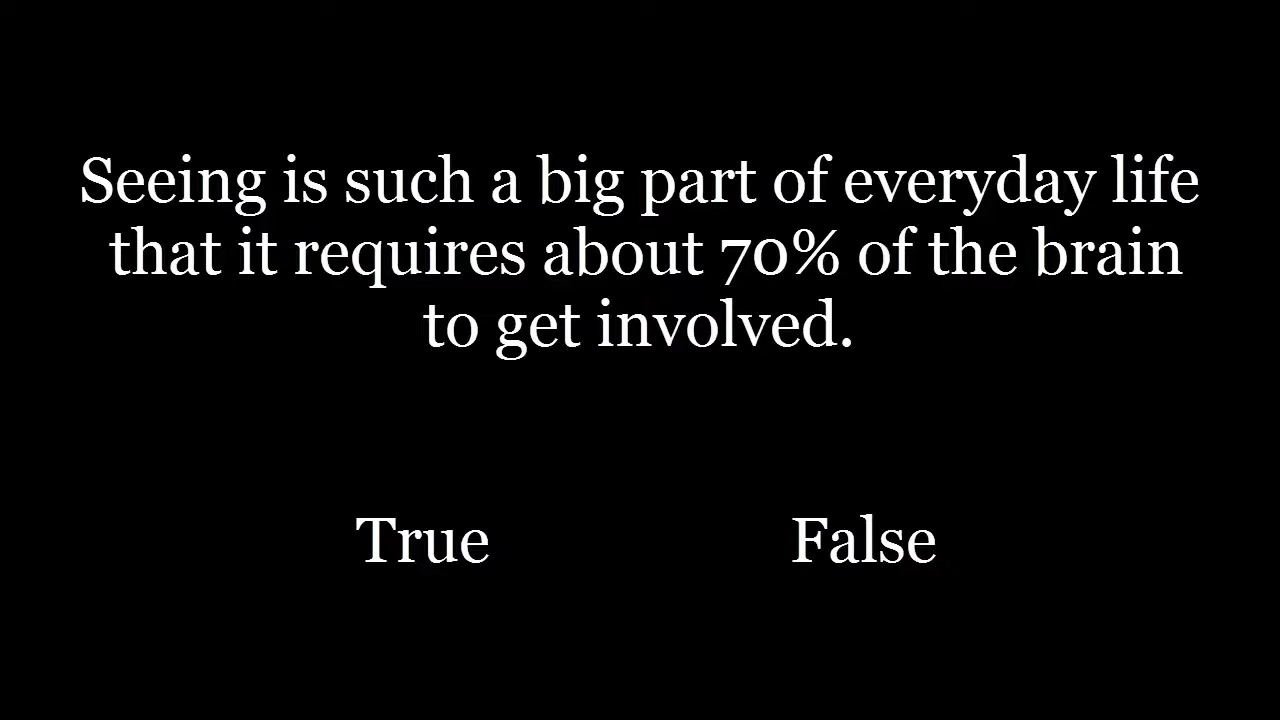 Seeing is such a big part of everyday life
that it requires about 70% of the brain
to get involved.
True False